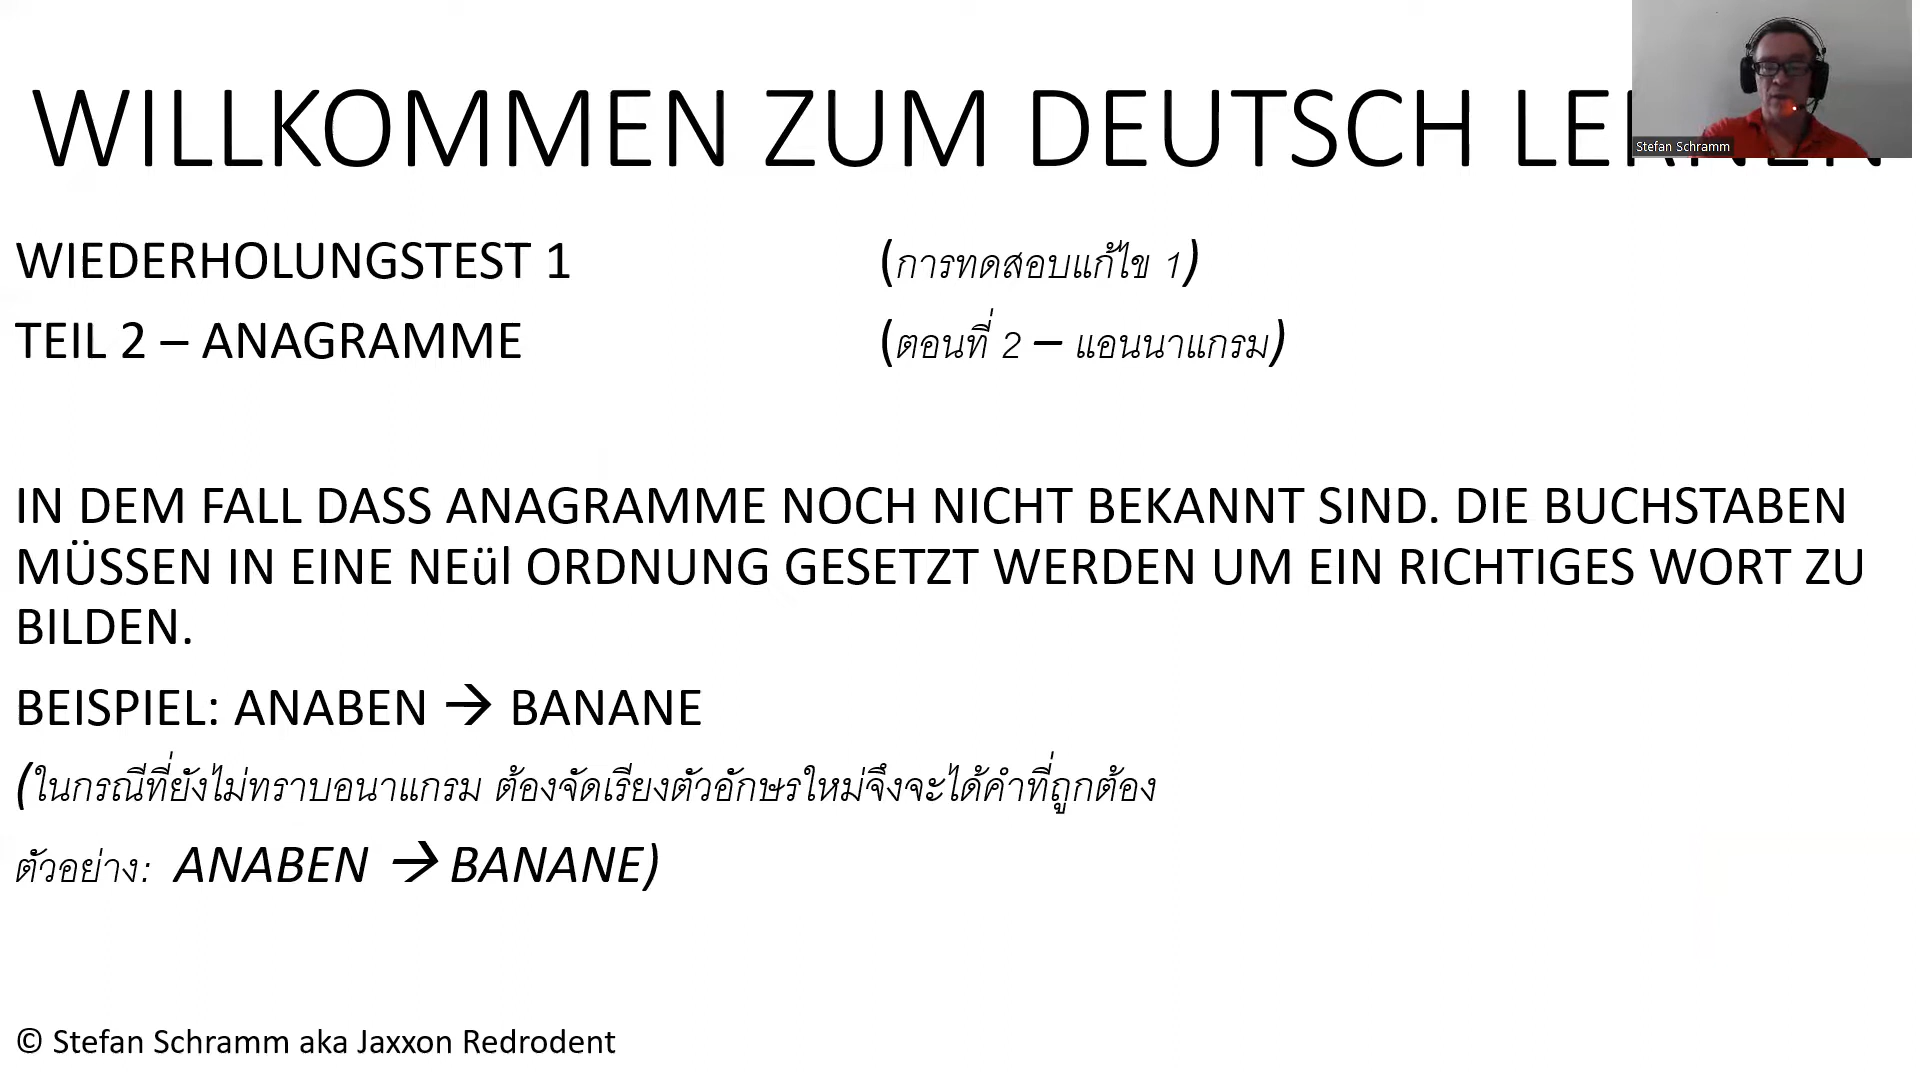 WILLKOMMEN ZUM DEUTSCH LERNEN
Stefan Schramm
WIEDERHOLUNGSTEST 1 (การทดสอบแก้ไข 1)
TEIL 2 – ANAGRAMME (ตอนที่ 2 – แอนนาแกรม)
IN DEM FALL DASS ANAGRAMME NOCH NICHT BEKANNT SIND. DIE BUCHSTABEN
MÜSSEN IN EINE NEül ORDNUNG GESETZT WERDEN UM EIN RICHTIGES WORT ZU
BILDEN.
BEISPIEL: ANABEN → BANANE
(ในกรณีที่ยังไม่ทราบอนาแกรม ต้องจัดเรียงตัวอักษรใหม่จึงจะได้คำที่ถูกต้อง
ตัวอย่าง: ANABEN → BANANE)
© Stefan Schramm aka Jaxxon Redrodent